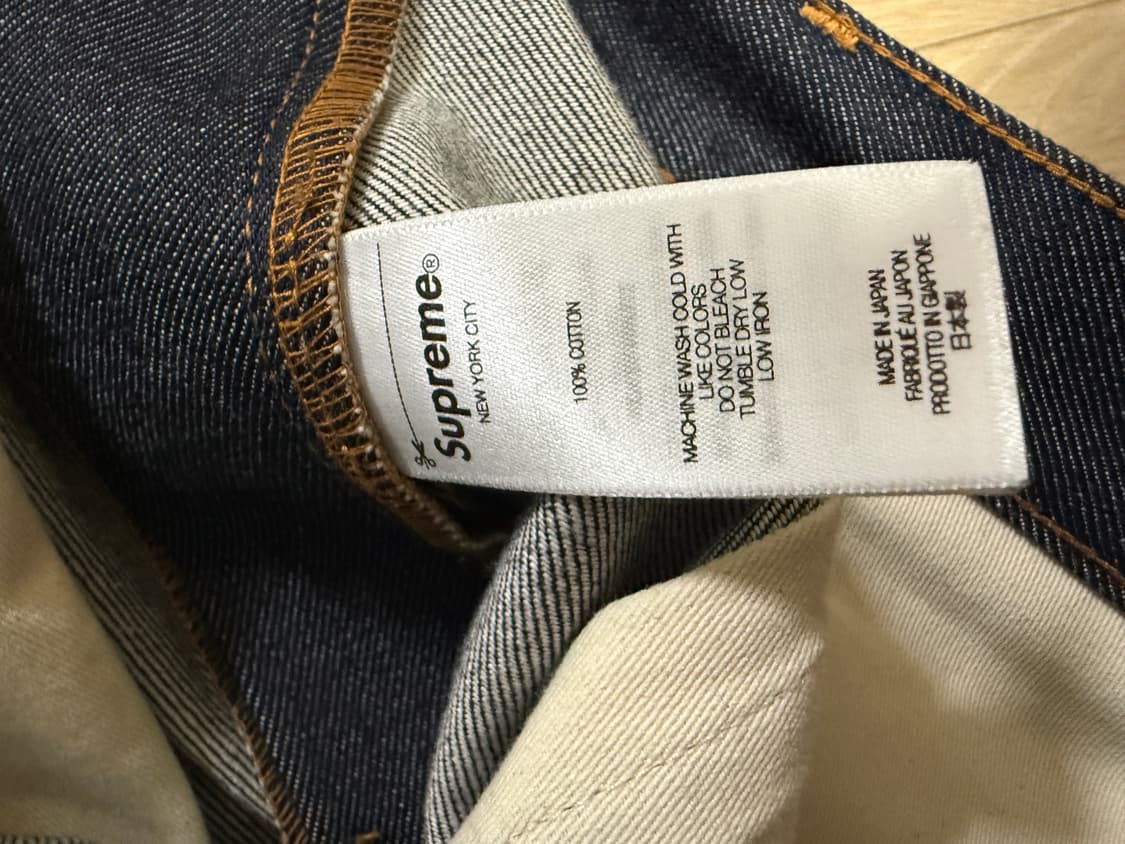 Supreme®
NEW YORK CITY
100% COTTON
MACHINE WASH COLD WITH
LIKE COLORS
DO NOT BLEACH
TUMBLE DRY LOW
LOW IRON
MADE IN JAPAN
FABRIQUÉ AU JAPON
PRODOTTO IN GIAPPONE
日本製